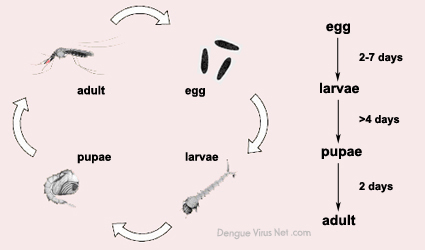 adult
egg
pupae
larvae
egg
2-7 days
larvae
>4 days
pupae
2 days
adult
Dengue Virus Net .com